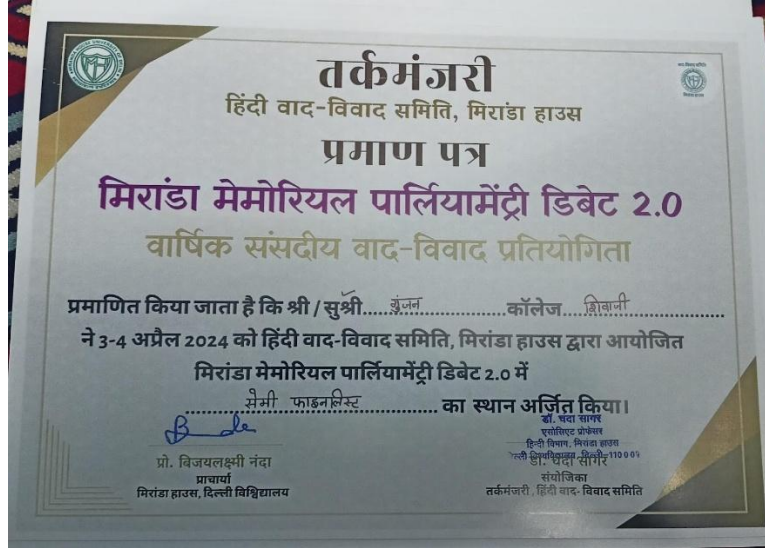 तर्कमंजरी
हिंदी वाद-विवाद समिति, मिरांडा हाउस
प्रमाण पत्र
मिरांडा मेमोरियल पार्लियामेंट्री डिबेट 2.0
वार्षिक संसदीय वाद-विवाद प्रतियोगिता
प्रमाणित किया जाता है कि श्री / सुश्री.....गुंजन..............कॉलेज....शिवाजी..................
ने 3-4 अप्रैल 2024 को हिंदी वाद-विवाद समिति, मिरांडा हाउस द्वारा आयोजित
मिरांडा मेमोरियल पार्लियामेंट्री डिबेट 2.0 में
...........सेमी फाइनलिस्ट.............. का स्थान अर्जित किया।
डॉ. चंदा सागर
एसोसिएट प्रोफेसर
हिन्दी विभाग, मिरांडा हाउस
प्रो. विजयलक्ष्मी नंदा
प्राचार्या
मिरांडा हाउस, दिल्ली विश्विद्यालय
डॉ. चंदा सागर
संयोजिका
तर्कमंजरी, हिंदी वाद- विवाद समिति